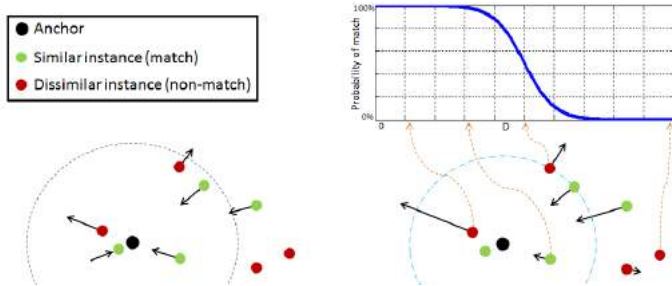 Anchor
Similar instance (match)
Dissimilar instance (non-match)
100%
Probability of match
0%
0
D